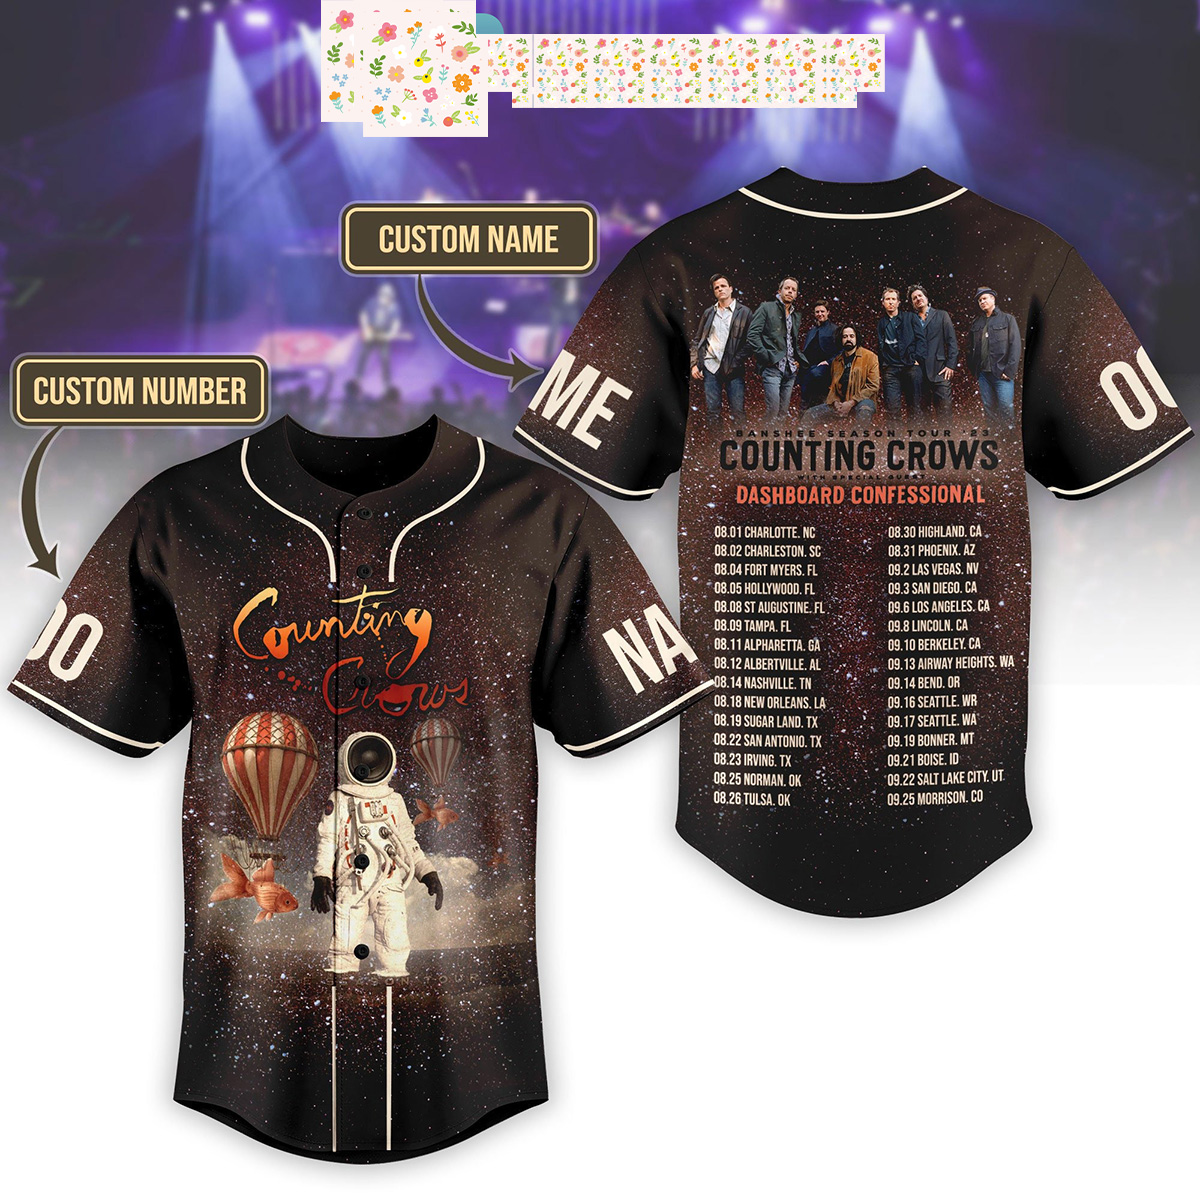 CUSTOM NAME
CUSTOM NUMBER
ME
00
BANSHEE SEASON TOUR '23
COUNTING CROWS
WITH SPECIAL GUEST
DASHBOARD CONFESSIONAL
08.01 CHARLOTTE. NC
08.02 CHARLESTON. SC
08.04 FORT MYERS. FL
08.05 HOLLYWOOD. FL
08.08 ST AUGUSTINE. FL
08.09 TAMPA. FL
08.11 ALPHARETTA. GA
08.12 ALBERTVILLE. AL
08.14 NASHVILLE. TN
08.18 NEW ORLEANS. LA
08.19 SUGAR LAND. TX
08.22 SAN ANTONIO. TX
08.23 IRVING. TX
08.25 NORMAN. OK
08.26 TULSA. OK
08.30 HIGHLAND. CA
08.31 PHOENIX. AZ
09.2 LAS VEGAS. NV
09.3 SAN DIEGO. CA
09.6 LOS ANGELES. CA
09.8 LINCOLN. CA
09.10 BERKELEY. CA
09.13 AIRWAY HEIGHTS. WA
09.14 BEND. OR
09.16 SEATTLE. WR
09.17 SEATTLE. WA
09.19 BONNER. MT
09.21 BOISE. ID
09.22 SALT LAKE CITY. UT
09.25 MORRISON. CO
00
NA
Counting
Crows